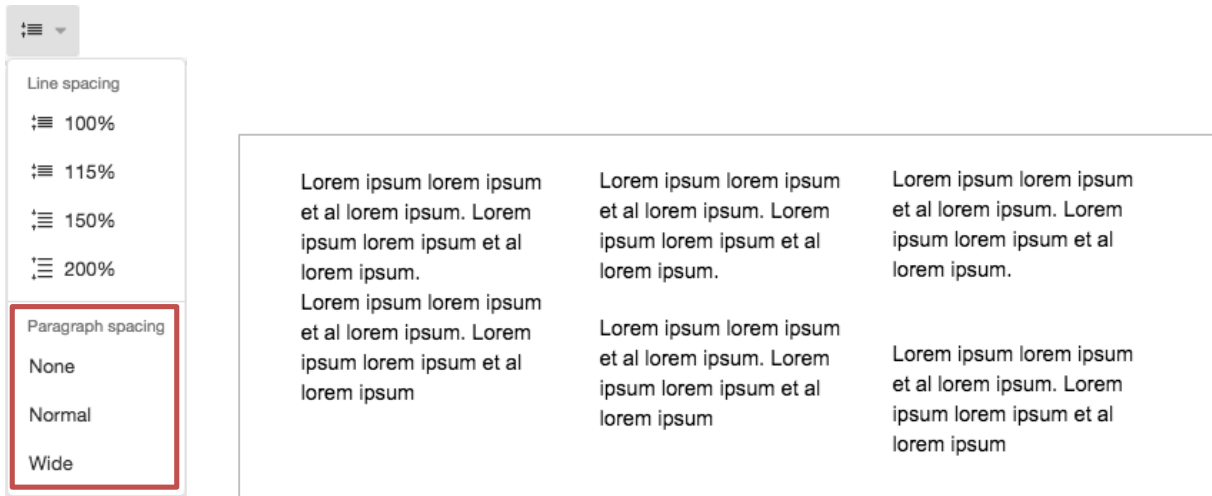 Line spacing
100%
115%
150%
200%
Paragraph spacing
None
Normal
Wide
Lorem ipsum lorem ipsum
et al lorem ipsum. Lorem
ipsum lorem ipsum et al
lorem ipsum.
Lorem ipsum lorem ipsum
et al lorem ipsum. Lorem
ipsum lorem ipsum et al
lorem ipsum
Lorem ipsum lorem ipsum
et al lorem ipsum. Lorem
ipsum lorem ipsum et al
lorem ipsum.
Lorem ipsum lorem ipsum
et al lorem ipsum. Lorem
ipsum lorem ipsum et al
lorem ipsum
Lorem ipsum lorem ipsum
et al lorem ipsum. Lorem
ipsum lorem ipsum et al
lorem ipsum.
Lorem ipsum lorem ipsum
et al lorem ipsum. Lorem
ipsum lorem ipsum et al
lorem ipsum